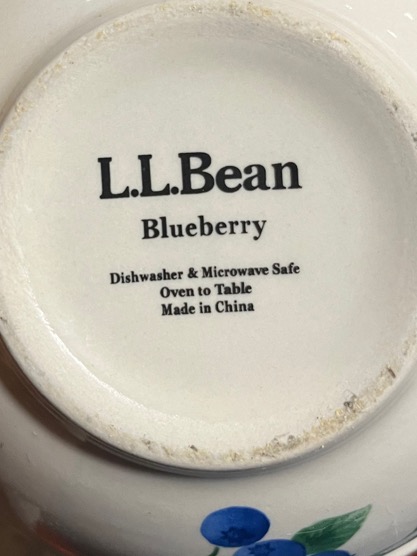 L.L.Bean
Blueberry
Dishwasher & Microwave Safe
Oven to Table
Made in China